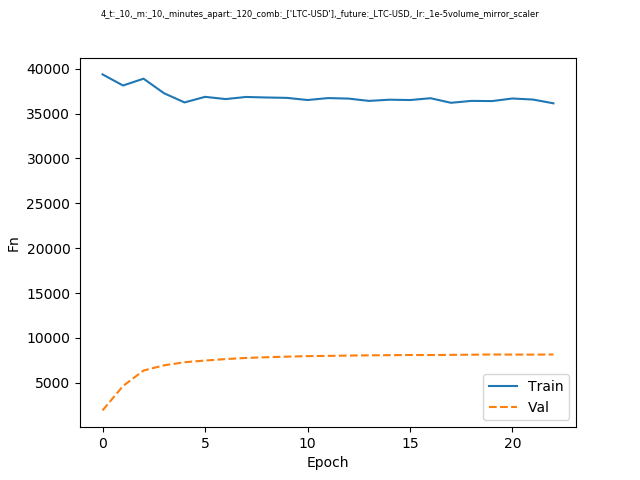 4_t:_10,_m:_10,_minutes_apart:_120_comb:_['LTC-USD'],_future:_LTC-USD,_lr:_1e-5volume_mirror_scaler
40000
35000
30000
25000
20000
15000
10000
5000
Fn
0 5 10 15 20
Epoch
Train
Val